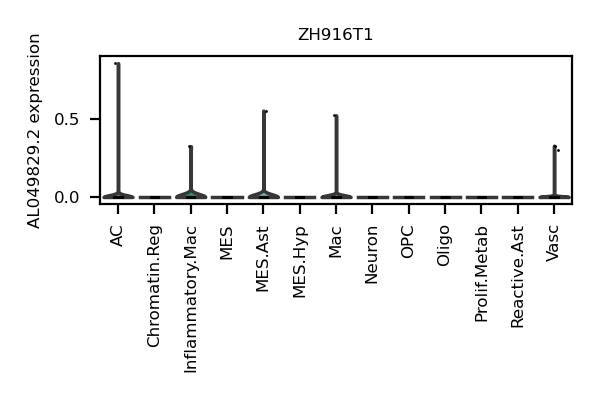 ZH916T1
AL049829.2 expression
0.5
0.0
AC
Chromatin.Reg
Inflammatory.Mac
MES
MES.Ast
MES.Hyp
Mac
Neuron
OPC
Oligo
Prolif.Metab
Reactive.Ast
Vasc